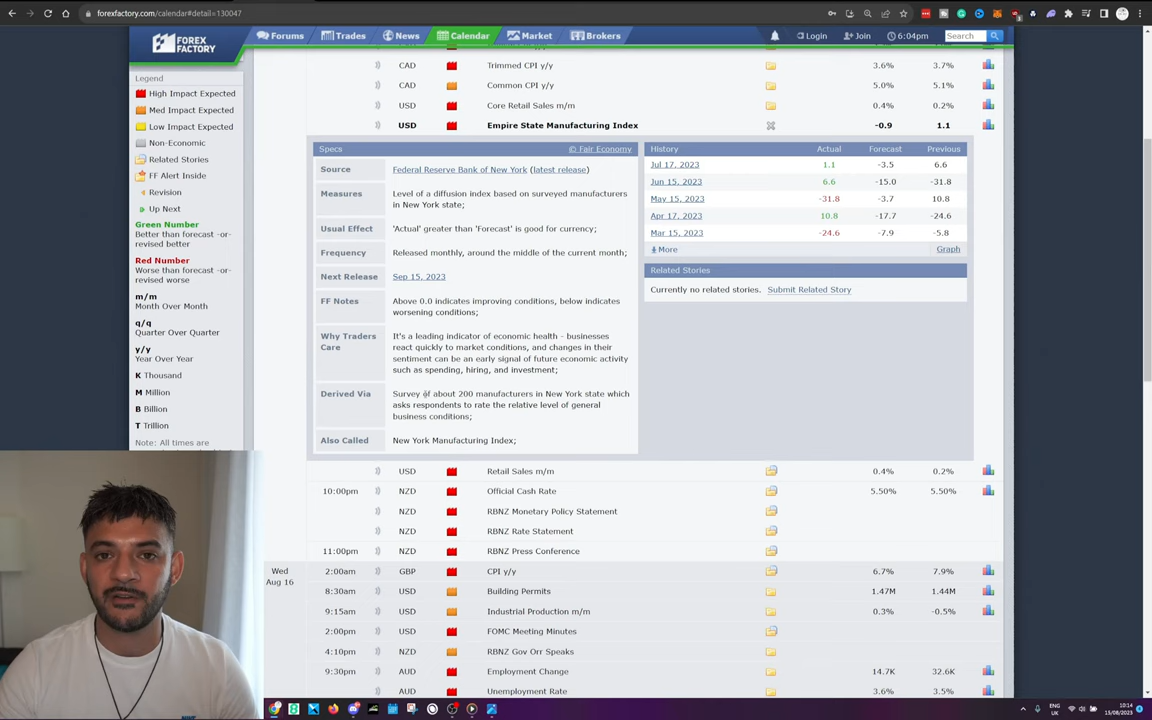 forexfactory.com/calendar#detail=130047
FOREX FACTORY
Forums
Trades
News
Calendar
Market
Brokers
Login
Join
6:04pm
Search
Legend
High Impact Expected
Med Impact Expected
Low Impact Expected
Non-Economic
Related Stories
FF Alert Inside
Revision
Up Next
Green Number
Better than forecast -or-
revised better
Red Number
Worse than forecast -or-
revised worse
m/m
Month Over Month
q/q
Quarter Over Quarter
y/y
Year Over Year
K Thousand
M Million
B Billion
T Trillion
Note: All times are
CAD Trimmed CPI y/y 3.6% 3.7%
CAD Common CPI y/y 5.0% 5.1%
USD Core Retail Sales m/m 0.4% 0.2%
USD Empire State Manufacturing Index -0.9 1.1
Specs © Fair Economy
Source Federal Reserve Bank of New York (latest release)
Measures Level of a diffusion index based on surveyed manufacturers
in New York state;
Usual Effect 'Actual' greater than 'Forecast' is good for currency;
Frequency Released monthly, around the middle of the current month;
Next Release Sep 15, 2023
FF Notes Above 0.0 indicates improving conditions, below indicates
worsening conditions;
Why Traders Care It's a leading indicator of economic health - businesses
react quickly to market conditions, and changes in their
sentiment can be an early signal of future economic activity
such as spending, hiring, and investment;
Derived Via Survey of about 200 manufacturers in New York state which
asks respondents to rate the relative level of general
business conditions;
Also Called New York Manufacturing Index;
History Actual Forecast Previous
Jul 17, 2023 1.1 -3.5 6.6
Jun 15, 2023 6.6 -15.0 -31.8
May 15, 2023 -31.8 -3.7 10.8
Apr 17, 2023 10.8 -17.7 -24.6
Mar 15, 2023 -24.6 -7.9 -5.8
More Graph
Related Stories
Currently no related stories. Submit Related Story
USD Retail Sales m/m 0.4% 0.2%
10:00pm NZD Official Cash Rate 5.50% 5.50%
NZD RBNZ Monetary Policy Statement
NZD RBNZ Rate Statement
11:00pm NZD RBNZ Press Conference
Wed
Aug 16
2:00am GBP CPI y/y 6.7% 7.9%
8:30am USD Building Permits 1.47M 1.44M
9:15am USD Industrial Production m/m 0.3% -0.5%
2:00pm USD FOMC Meeting Minutes
4:10pm NZD RBNZ Gov Orr Speaks
9:30pm AUD Employment Change 14.7K 32.6K
AUD Unemployment Rate 3.6% 3.5%
ENG
UK
10:14
15/08/2023